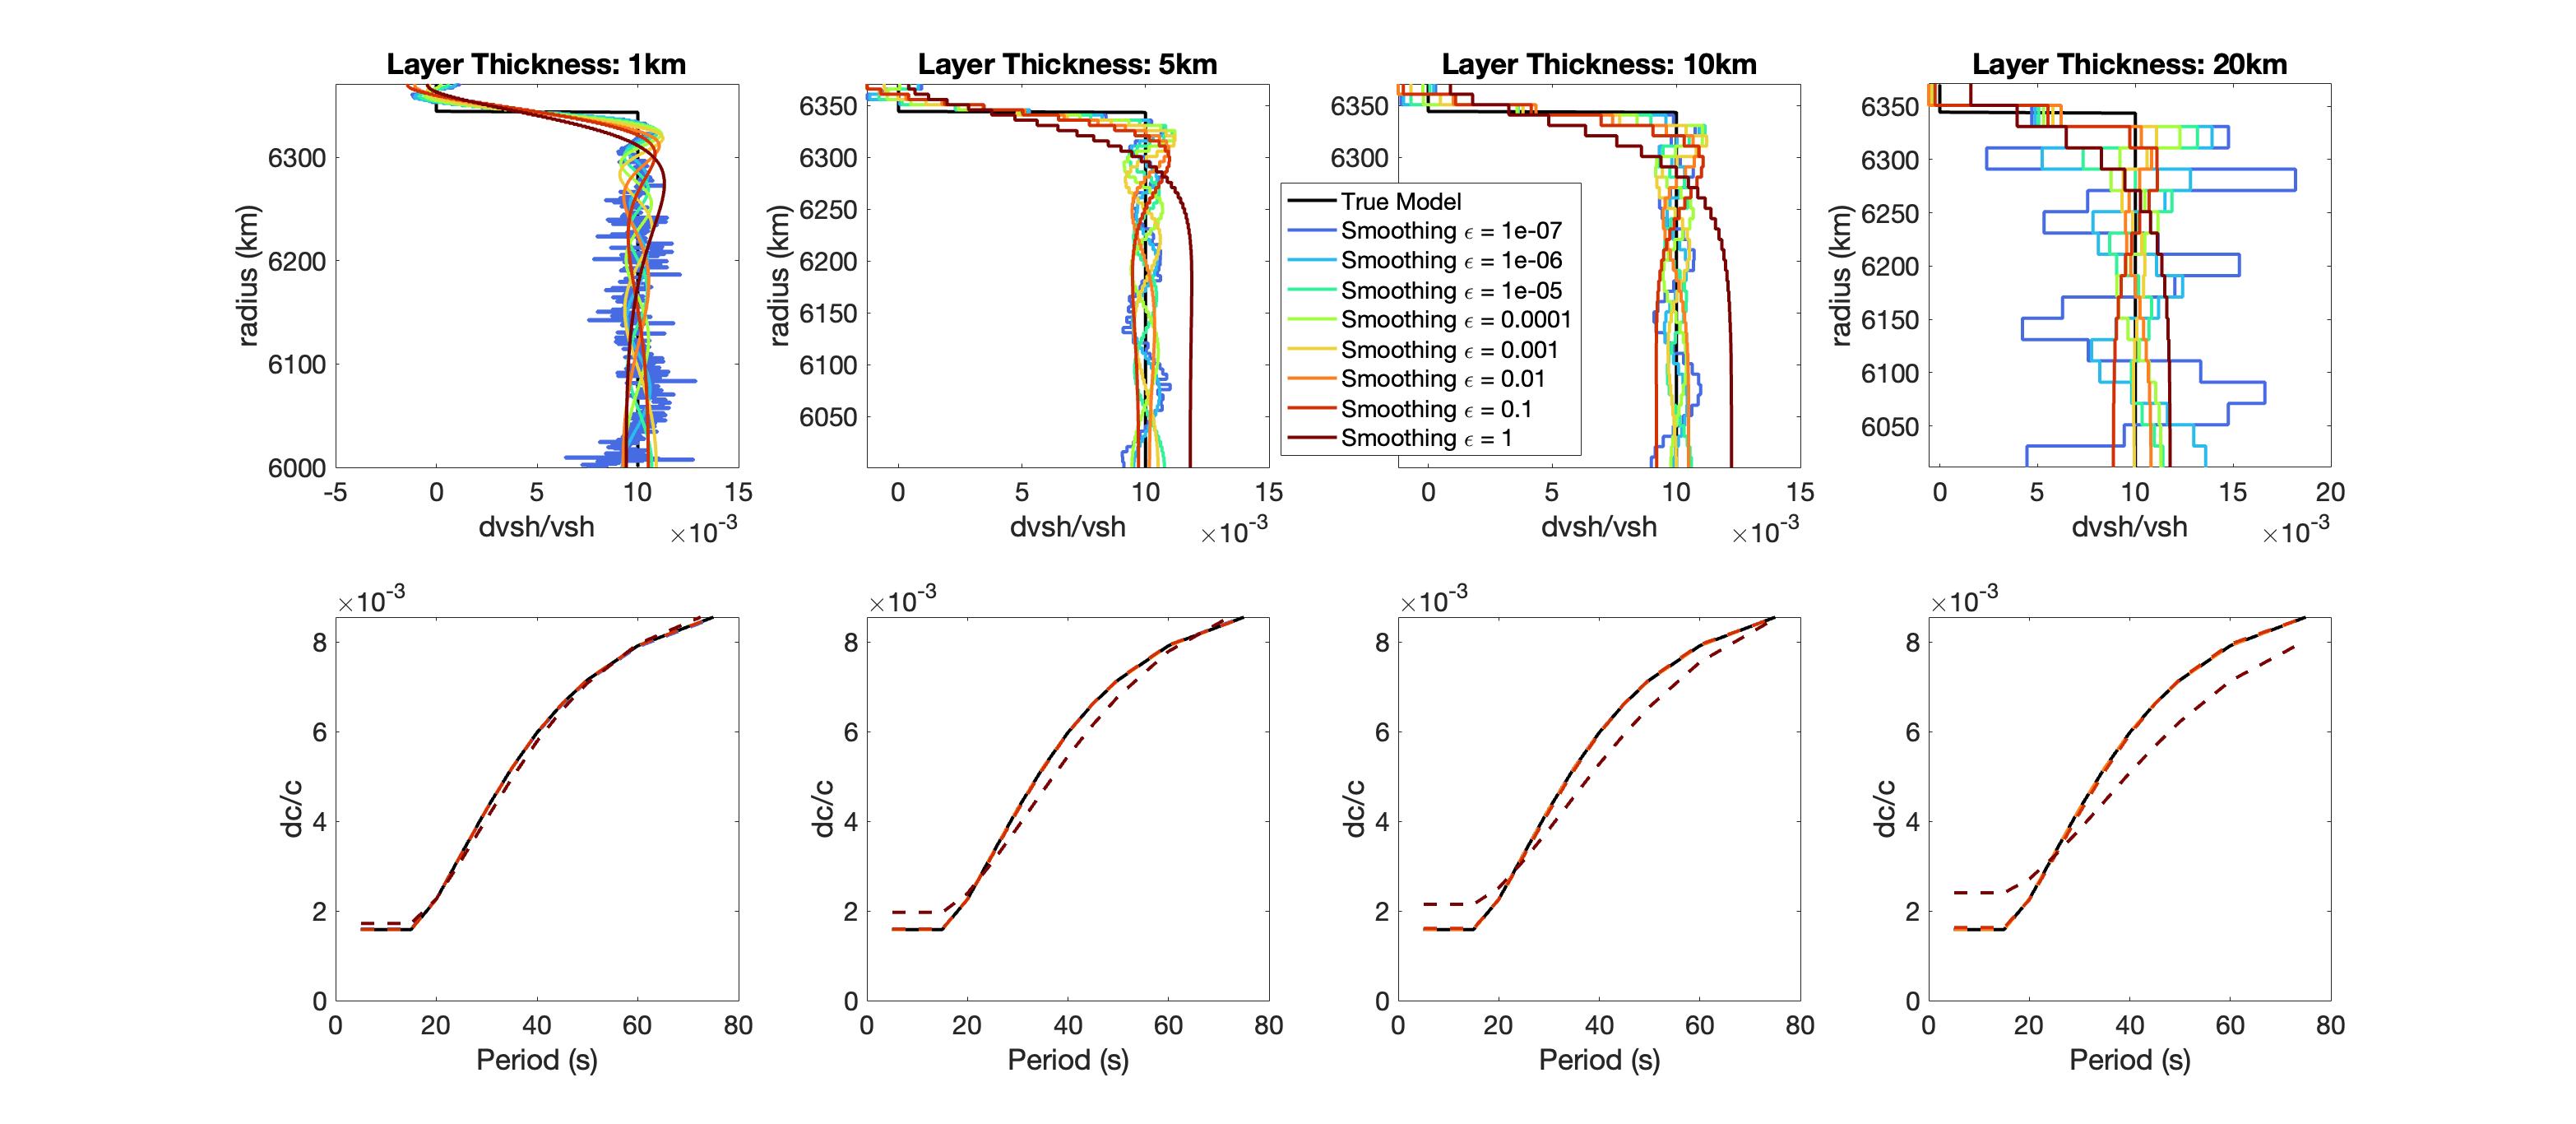 Layer Thickness: 1km
Layer Thickness: 5km
Layer Thickness: 10km
Layer Thickness: 20km
radius (km)
6300
6200
6100
6000
-5 0 5 10 15
dvsh/vsh
×10⁻³
radius (km)
6350
6300
6250
6200
6150
6100
6050
0 5 10 15
dvsh/vsh
×10⁻³
6350
6300
True Model
Smoothing ϵ = 1e-07
Smoothing ϵ = 1e-06
Smoothing ϵ = 1e-05
Smoothing ϵ = 0.0001
Smoothing ϵ = 0.001
Smoothing ϵ = 0.01
Smoothing ϵ = 0.1
Smoothing ϵ = 1
0 5 10 15
dvsh/vsh
×10⁻³
radius (km)
6350
6300
6250
6200
6150
6100
6050
0 5 10 15 20
dvsh/vsh
×10⁻³
×10⁻³
dc/c
8
6
4
2
0
0 20 40 60 80
Period (s)
×10⁻³
dc/c
8
6
4
2
0
0 20 40 60 80
Period (s)
×10⁻³
dc/c
8
6
4
2
0
0 20 40 60 80
Period (s)
×10⁻³
dc/c
8
6
4
2
0
0 20 40 60 80
Period (s)